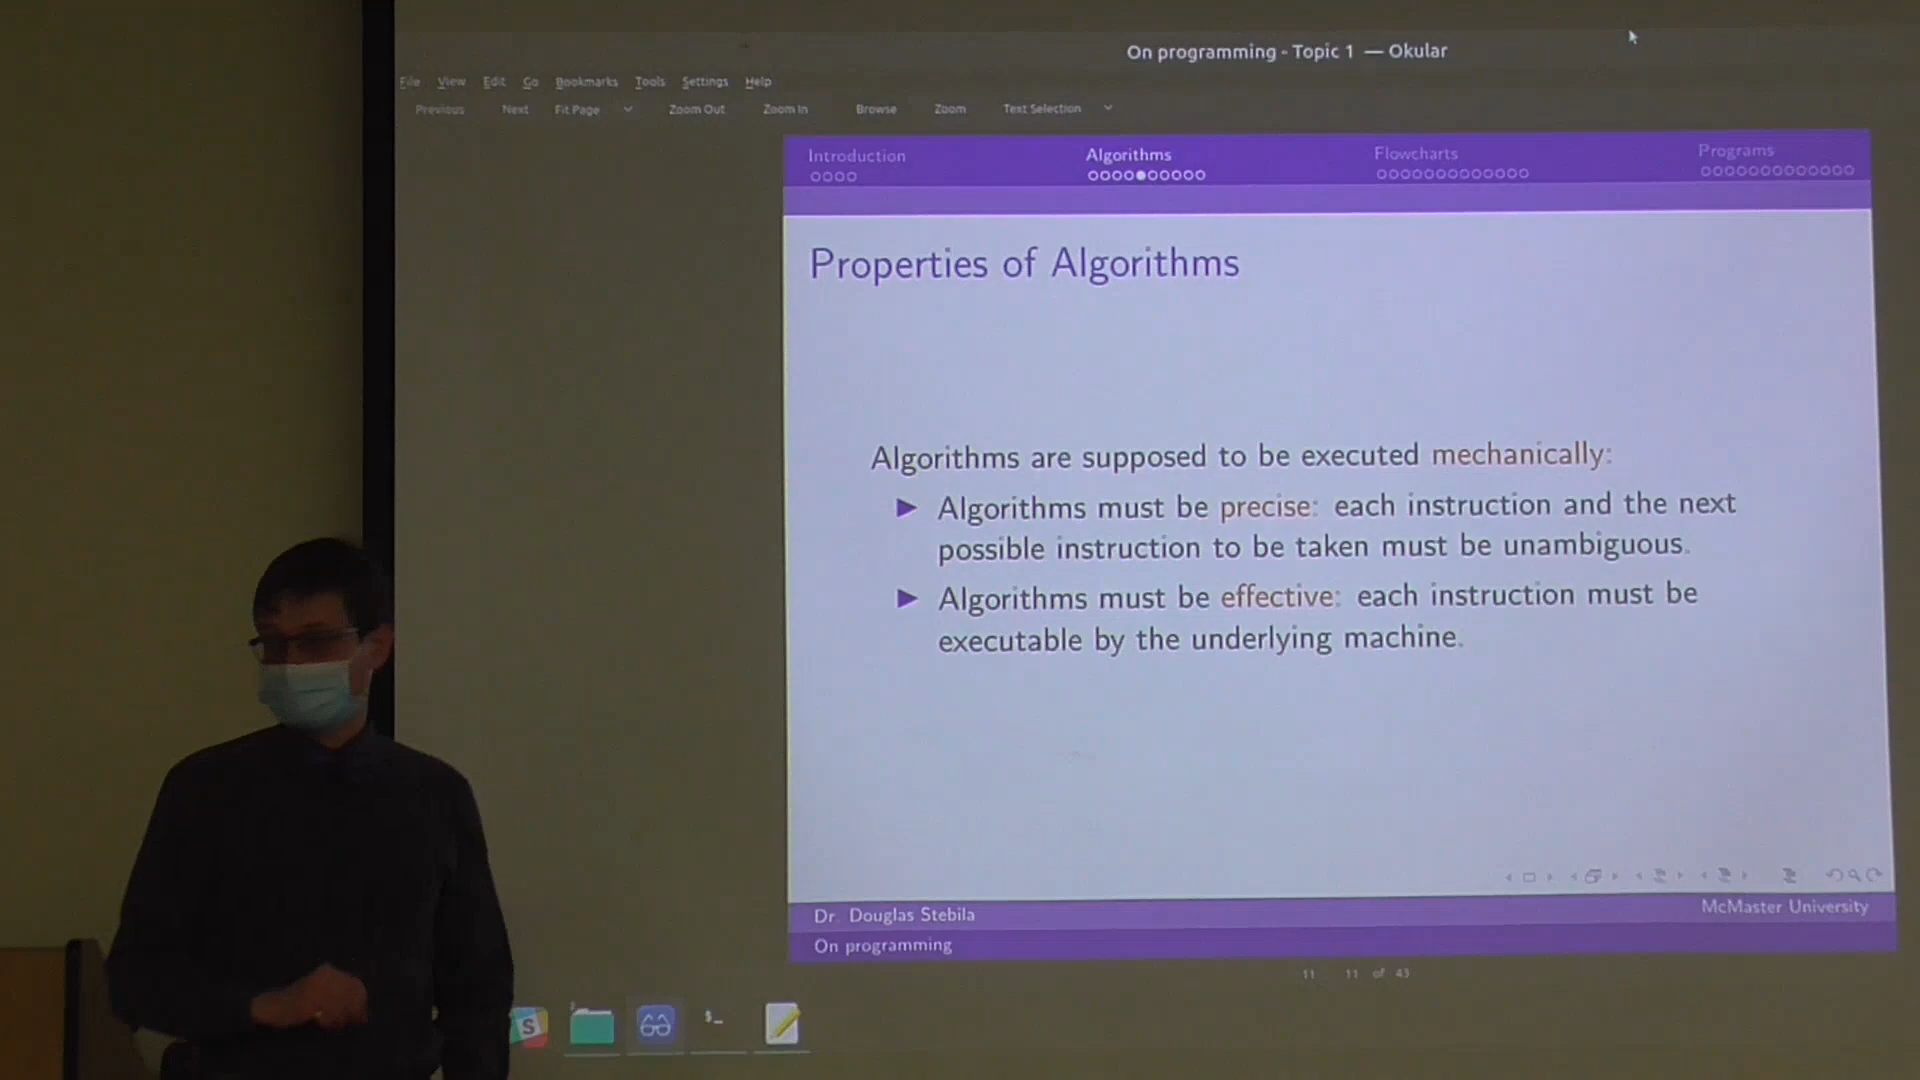 On programming - Topic 1 — Okular
File View Edit Go Bookmarks Tools Settings Help
Previous Next Fit Page Zoom Out Zoom In Browse Zoom Text Selection
Introduction Algorithms Flowcharts Programs
Properties of Algorithms
Algorithms are supposed to be executed mechanically:
Algorithms must be precise: each instruction and the next
possible instruction to be taken must be unambiguous.
Algorithms must be effective: each instruction must be
executable by the underlying machine.
Dr. Douglas Stebila McMaster University
On programming
11 11 of 43
S $_